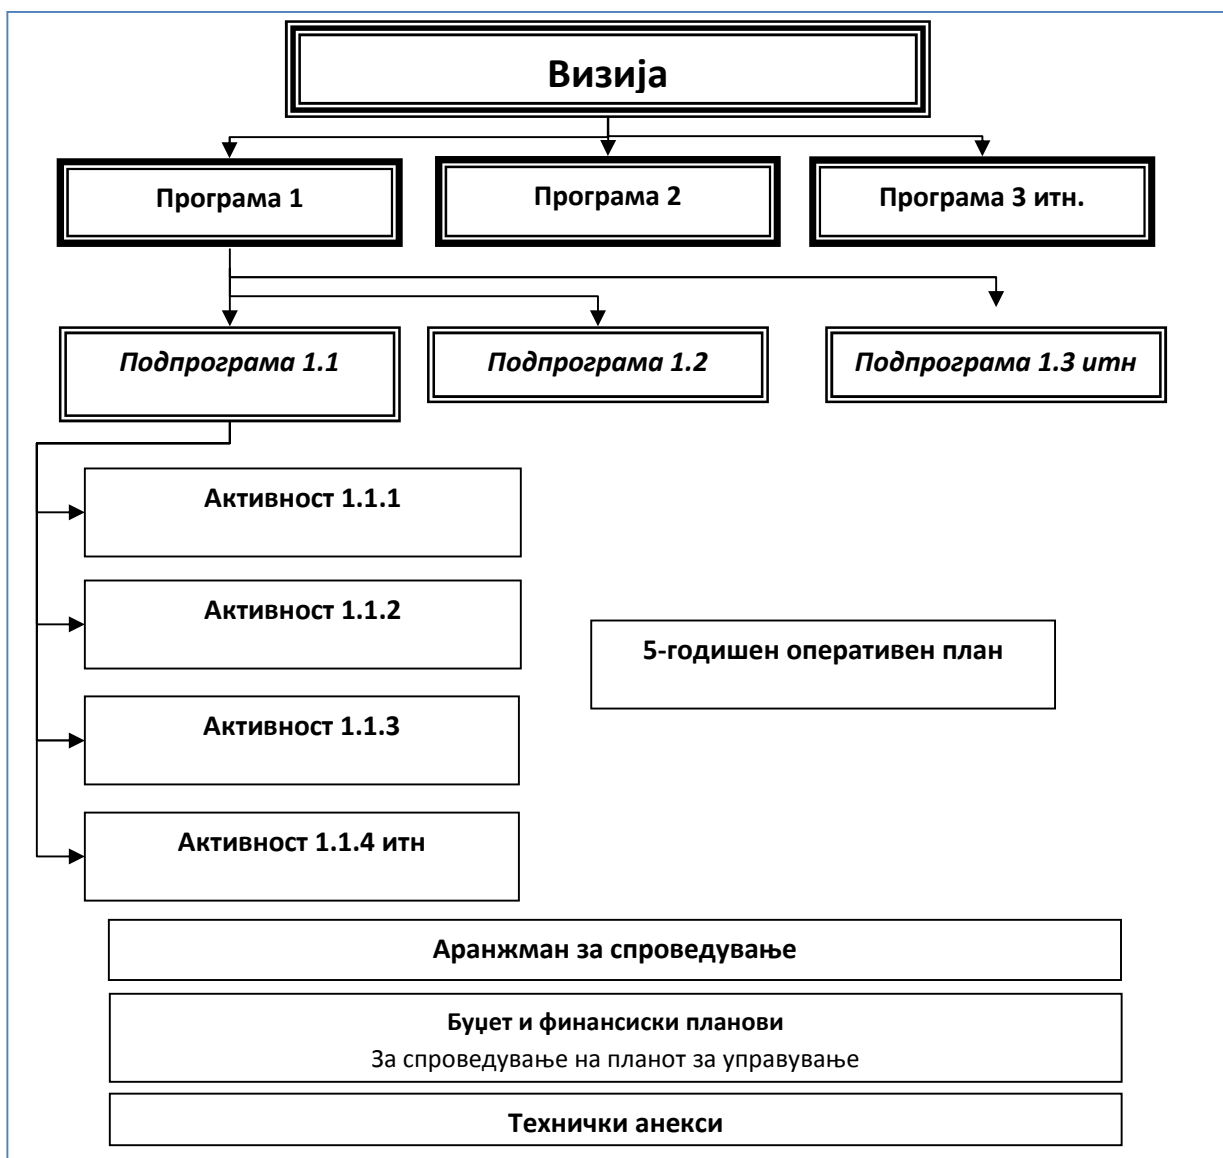 Визија
Програма 1
Програма 2
Програма 3 итн.
Подпрограма 1.1
Подпрограма 1.2
Подпрограма 1.3 итн
Активност 1.1.1
Активност 1.1.2
5-годишен оперативен план
Активност 1.1.3
Активност 1.1.4 итн
Аранжман за спроведување
Буџет и финансиски планови
За спроведување на планот за управување
Технички анекси